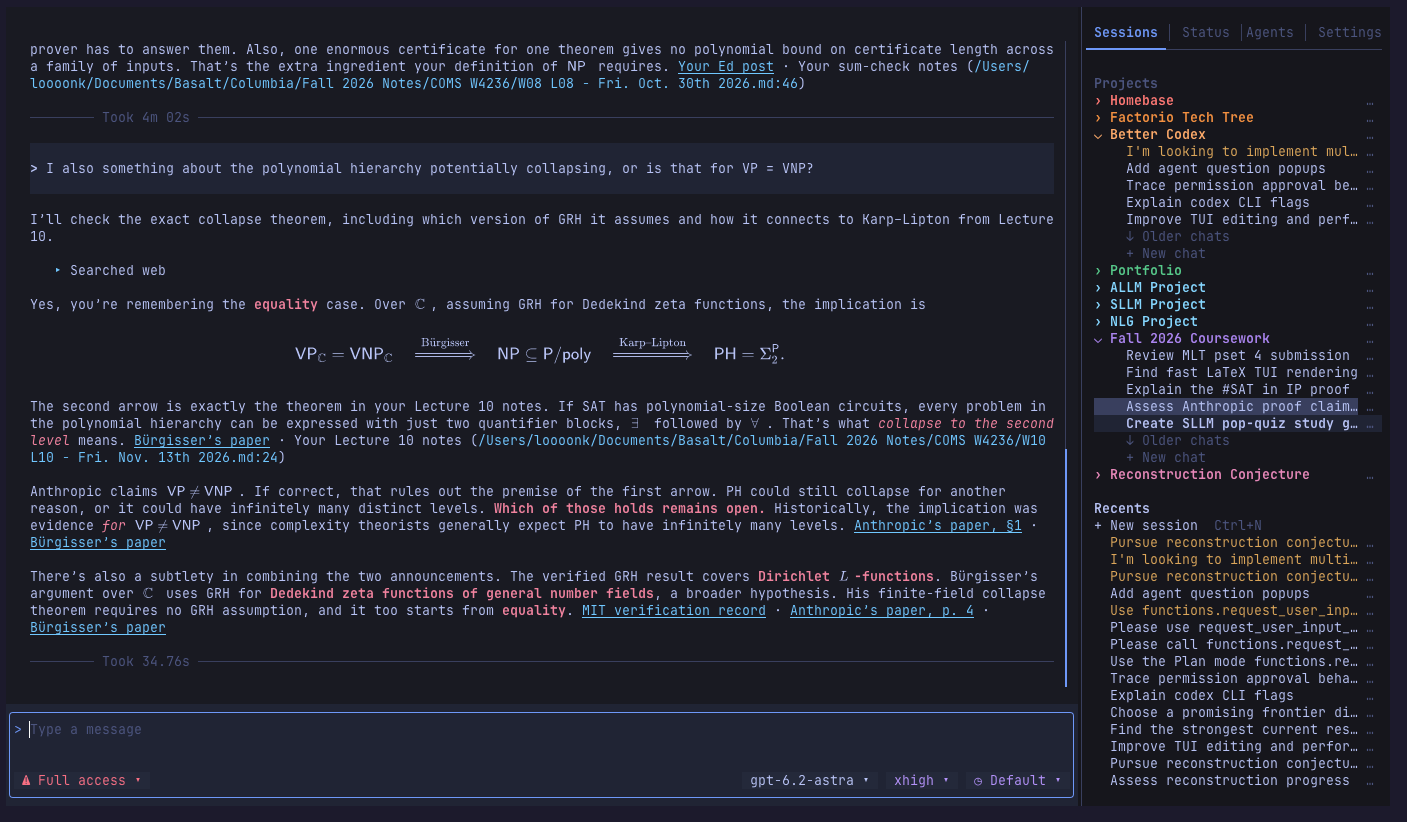 prover has to answer them. Also, one enormous certificate for one theorem gives no polynomial bound on certificate length across
a family of inputs. That's the extra ingredient your definition of NP requires. Your Ed post · Your sum-check notes (/Users/
loooonk/Documents/Basalt/Columbia/Fall 2026 Notes/COMS W4236/W08 L08 - Fri. Oct. 30th 2026.md:46)
Took 4m 02s
> I also something about the polynomial hierarchy potentially collapsing, or is that for VP = VNP?
I'll check the exact collapse theorem, including which version of GRH it assumes and how it connects to Karp–Lipton from Lecture
10.
‣ Searched web
Yes, you're remembering the equality case. Over ℂ , assuming GRH for Dedekind zeta functions, the implication is
VP_ℂ = VNP_ℂ ⟹ (Bürgisser) NP ⊆ P/poly ⟹ (Karp–Lipton) PH = Σ₂^P.
The second arrow is exactly the theorem in your Lecture 10 notes. If SAT has polynomial-size Boolean circuits, every problem in
the polynomial hierarchy can be expressed with just two quantifier blocks, ∃ followed by ∀ . That's what collapse to the second
level means. Bürgisser's paper · Your Lecture 10 notes (/Users/loooonk/Documents/Basalt/Columbia/Fall 2026 Notes/COMS W4236/W10
L10 - Fri. Nov. 13th 2026.md:24)
Anthropic claims VP ≠ VNP . If correct, that rules out the premise of the first arrow. PH could still collapse for another
reason, or it could have infinitely many distinct levels. Which of those holds remains open. Historically, the implication was
evidence for VP ≠ VNP , since complexity theorists generally expect PH to have infinitely many levels. Anthropic's paper, §1 ·
Bürgisser's paper
There's also a subtlety in combining the two announcements. The verified GRH result covers Dirichlet L -functions. Bürgisser's
argument over ℂ uses GRH for Dedekind zeta functions of general number fields, a broader hypothesis. His finite-field collapse
theorem requires no GRH assumption, and it too starts from equality. MIT verification record · Anthropic's paper, p. 4 ·
Bürgisser's paper
Took 34.76s
> Type a message
Full access ▾
gpt-6.2-astra ▾ xhigh ▾ ◷ Default ▾
Sessions | Status | Agents | Settings
Projects
› Homebase …
› Factorio Tech Tree …
⌵ Better Codex …
I'm looking to implement mul… …
Add agent question popups …
Trace permission approval be… …
Explain codex CLI flags …
Improve TUI editing and perf… …
↓ Older chats
+ New chat
› Portfolio …
› ALLM Project …
› SLLM Project …
› NLG Project …
⌵ Fall 2026 Coursework …
Review MLT pset 4 submission …
Find fast LaTeX TUI rendering …
Explain the #SAT in IP proof …
Assess Anthropic proof claim… …
Create SLLM pop-quiz study g… …
↓ Older chats
+ New chat
› Reconstruction Conjecture …
Recents
+ New session Ctrl+N
Pursue reconstruction conjectu… …
I'm looking to implement multi… …
Pursue reconstruction conjectu… …
Add agent question popups …
Use functions.request_user_inp… …
Please use request_user_input_… …
Please call functions.request_… …
Use the Plan mode functions.re… …
Trace permission approval beha… …
Explain codex CLI flags …
Choose a promising frontier di… …
Find the strongest current res… …
Improve TUI editing and perfor… …
Pursue reconstruction conjectu… …
Assess reconstruction progress …